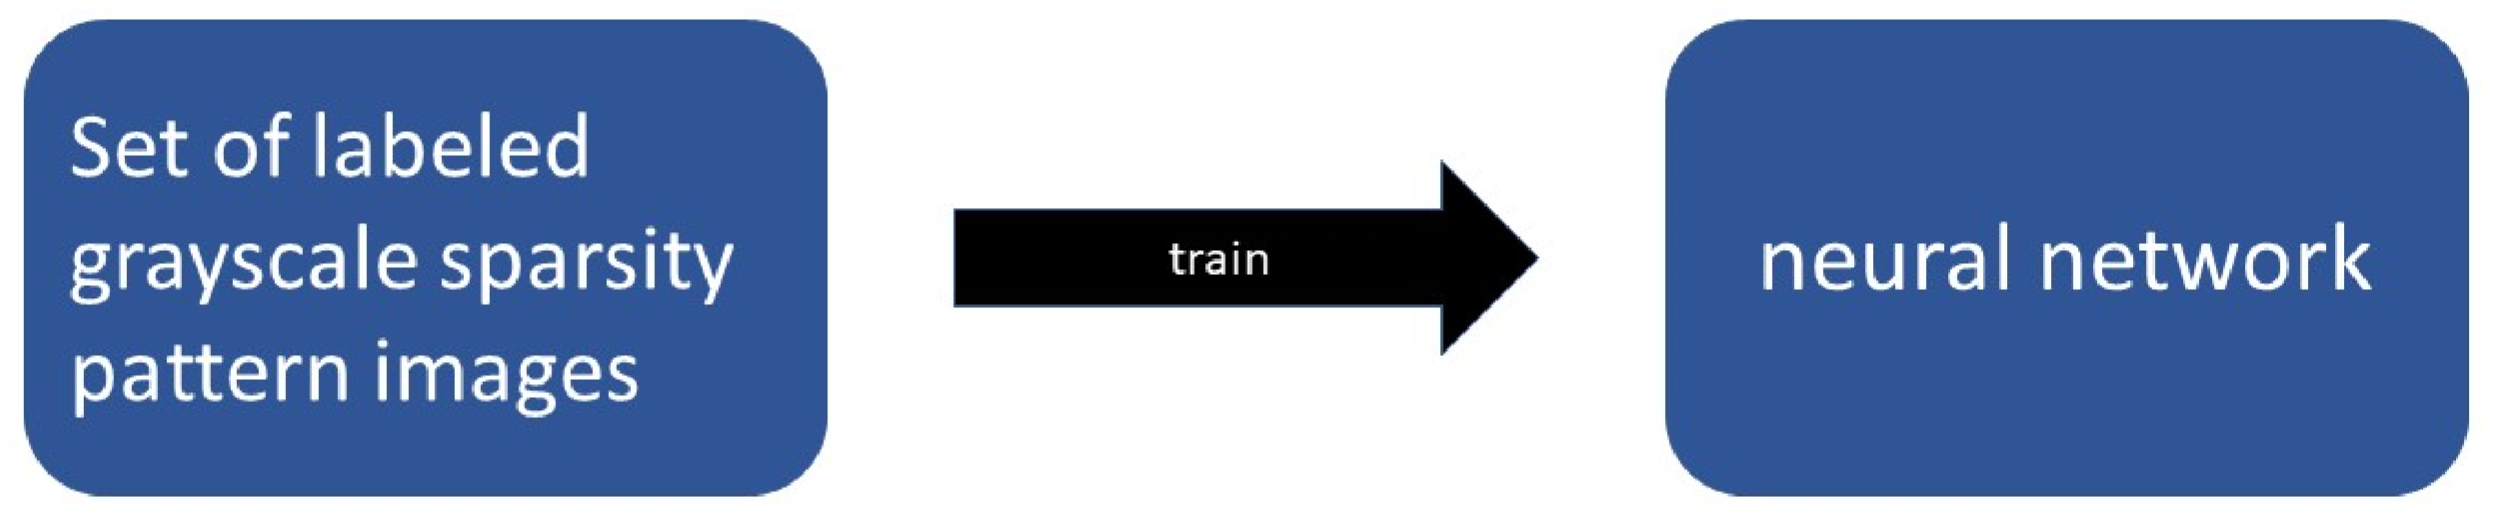 Set of labeled
grayscale sparsity
pattern images
train
neural network